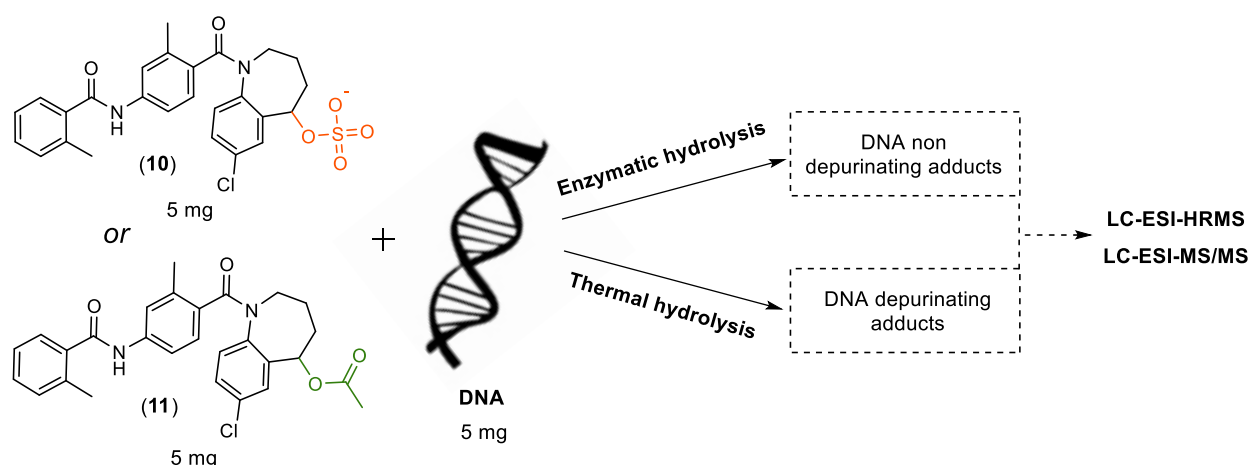 O
O
N
O
N
H
O
O
S
O
O
-
Cl
(10)
5 mg
or
O
O
N
O
N
H
O
O
Cl
(11)
5 mg
+
DNA
5 mg
Enzymatic hydrolysis
Thermal hydrolysis
DNA non
depurinating adducts
DNA depurinating
adducts
LC-ESI-HRMS
LC-ESI-MS/MS